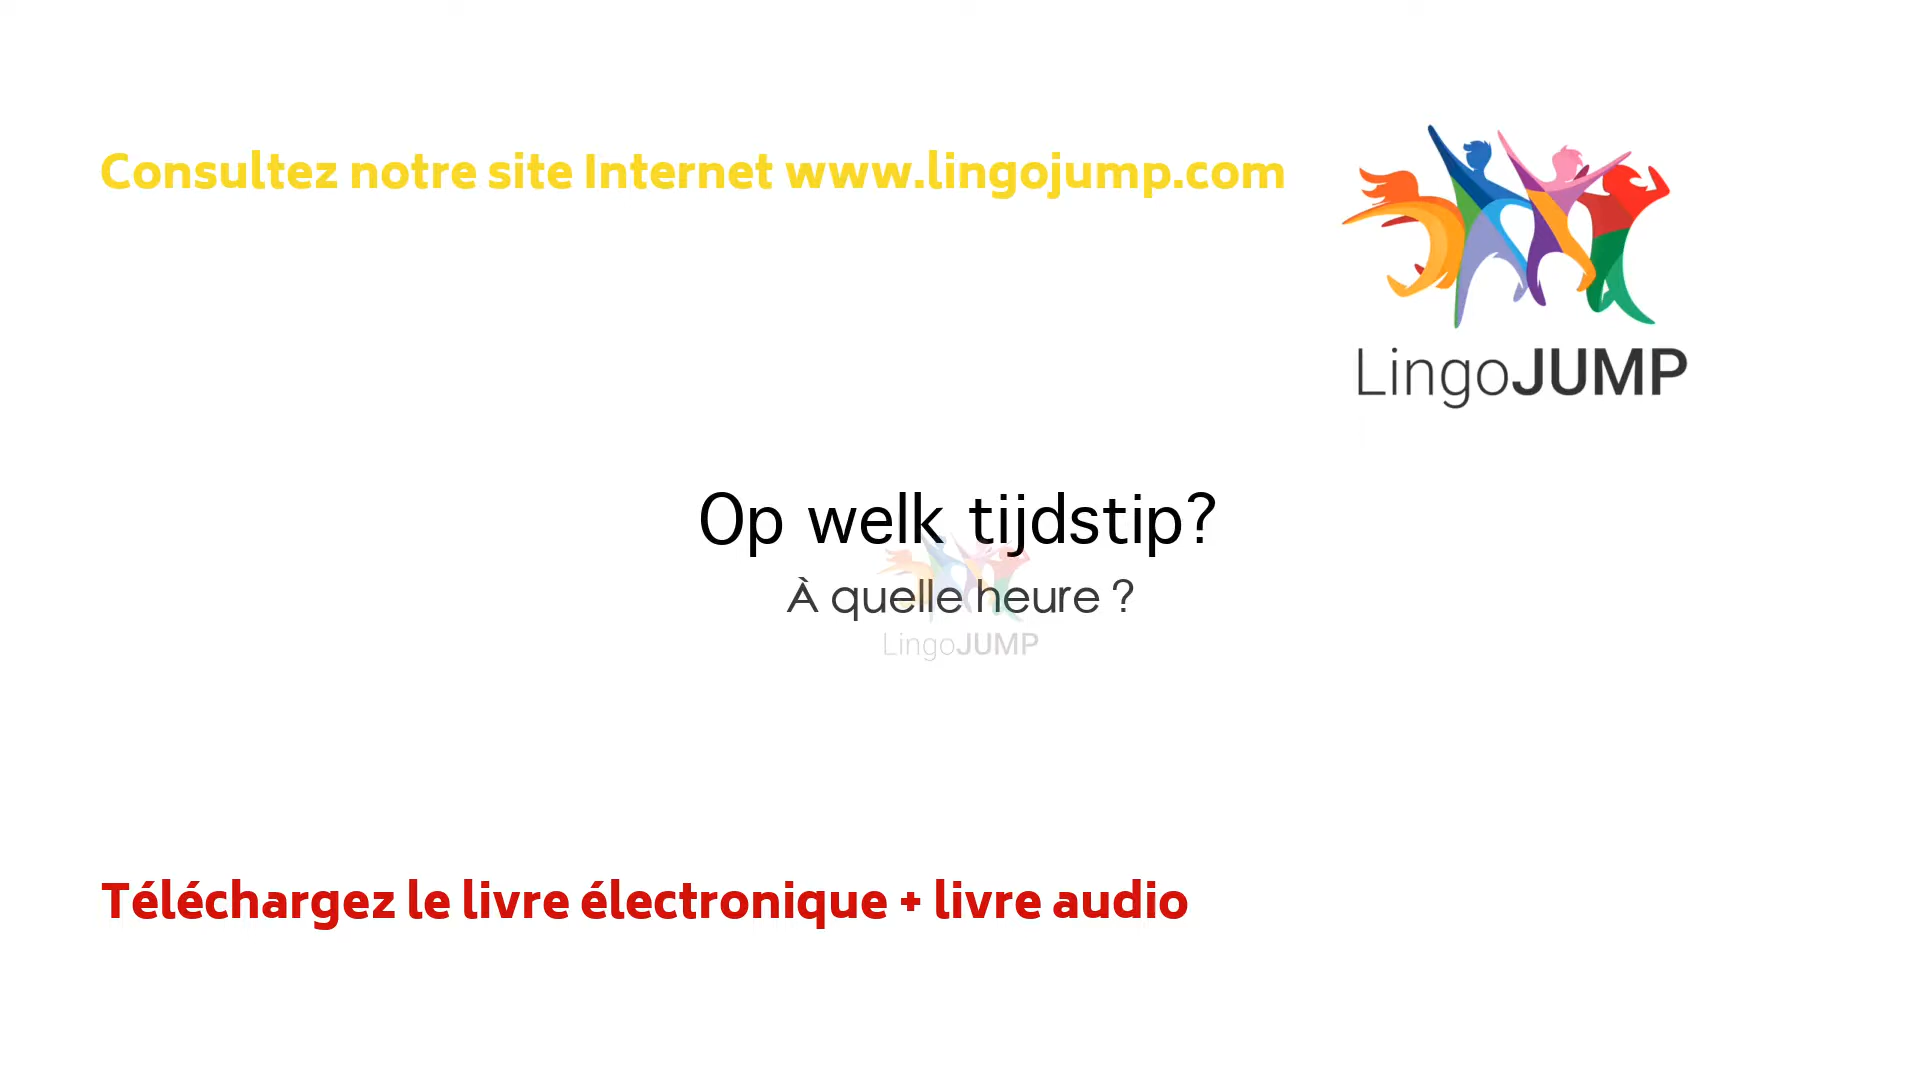 Consultez notre site Internet www.lingojump.com
LingoJUMP
Op welk tijdstip?
À quelle heure ?
LingoJUMP
Téléchargez le livre électronique + livre audio